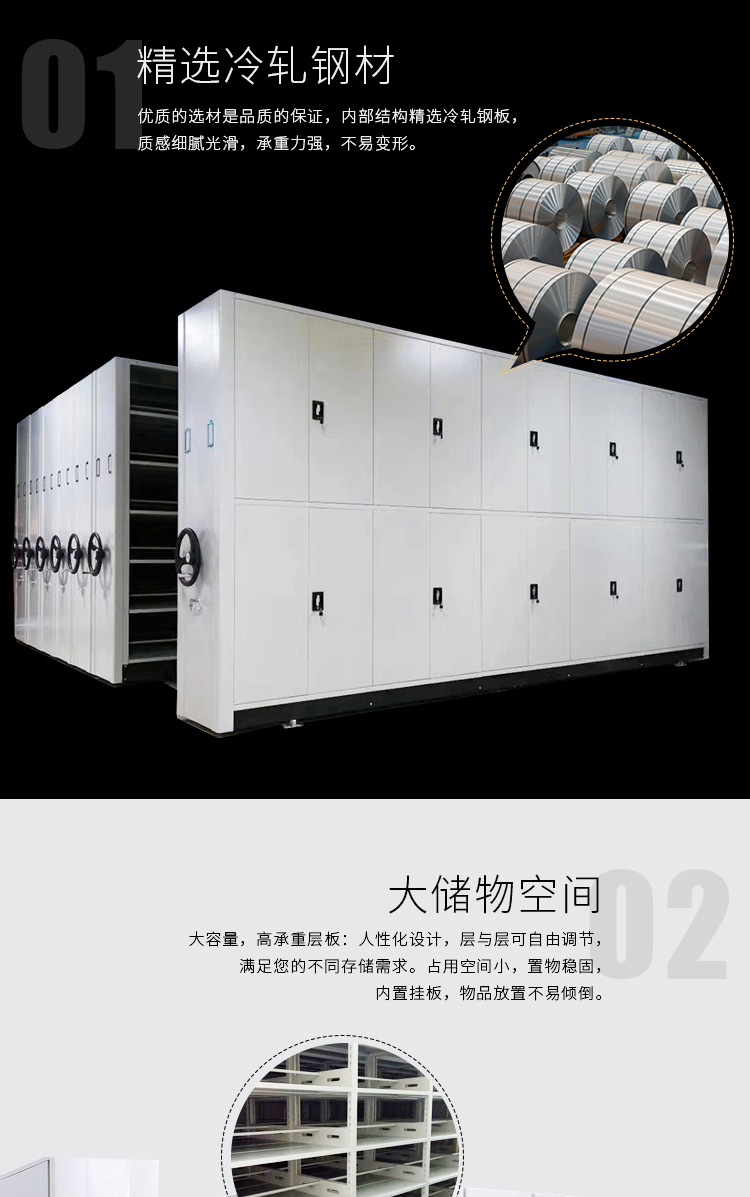 01
精选冷轧钢材
优质的选材是品质的保证，内部结构精选冷轧钢板，
质感细腻光滑，承重力强，不易变形。
大储物空间
02
大容量，高承重层板：人性化设计，层与层可自由调节，
满足您的不同存储需求。占用空间小，置物稳固，
内置挂板，物品放置不易倾倒。